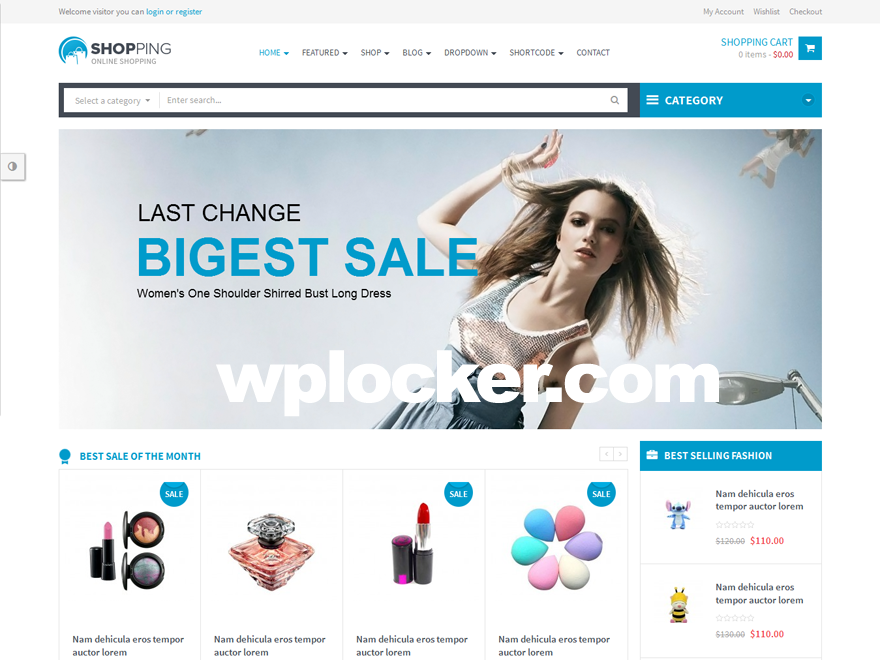 Welcome visitor you can login or register
My Account Wishlist Checkout
SHOPPING
ONLINE SHOPPING
HOME FEATURED SHOP BLOG DROPDOWN SHORTCODE CONTACT
SHOPPING CART
0 items - $0.00
Select a category
Enter search...
CATEGORY
LAST CHANGE
BIGEST SALE
Women's One Shoulder Shirred Bust Long Dress
wplocker.com
BEST SALE OF THE MONTH
SALE
SALE
SALE
Nam dehicula eros tempor
auctor lorem
Nam dehicula eros tempor
auctor lorem
Nam dehicula eros tempor
auctor lorem
Nam dehicula eros tempor
auctor lorem
BEST SELLING FASHION
Nam dehicula eros
tempor auctor lorem
$120.00 $110.00
Nam dehicula eros
tempor auctor lorem
$130.00 $110.00